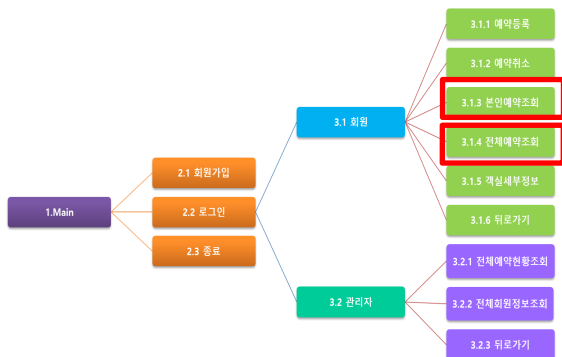 1.Main
2.1 회원가입
2.2 로그인
2.3 종료
3.1 회원
3.1.1 예약등록
3.1.2 예약취소
3.1.3 본인예약조회
3.1.4 전체예약조회
3.1.5 객실세부정보
3.1.6 뒤로가기
3.2 관리자
3.2.1 전체예약현황조회
3.2.2 전체회원정보조회
3.2.3 뒤로가기